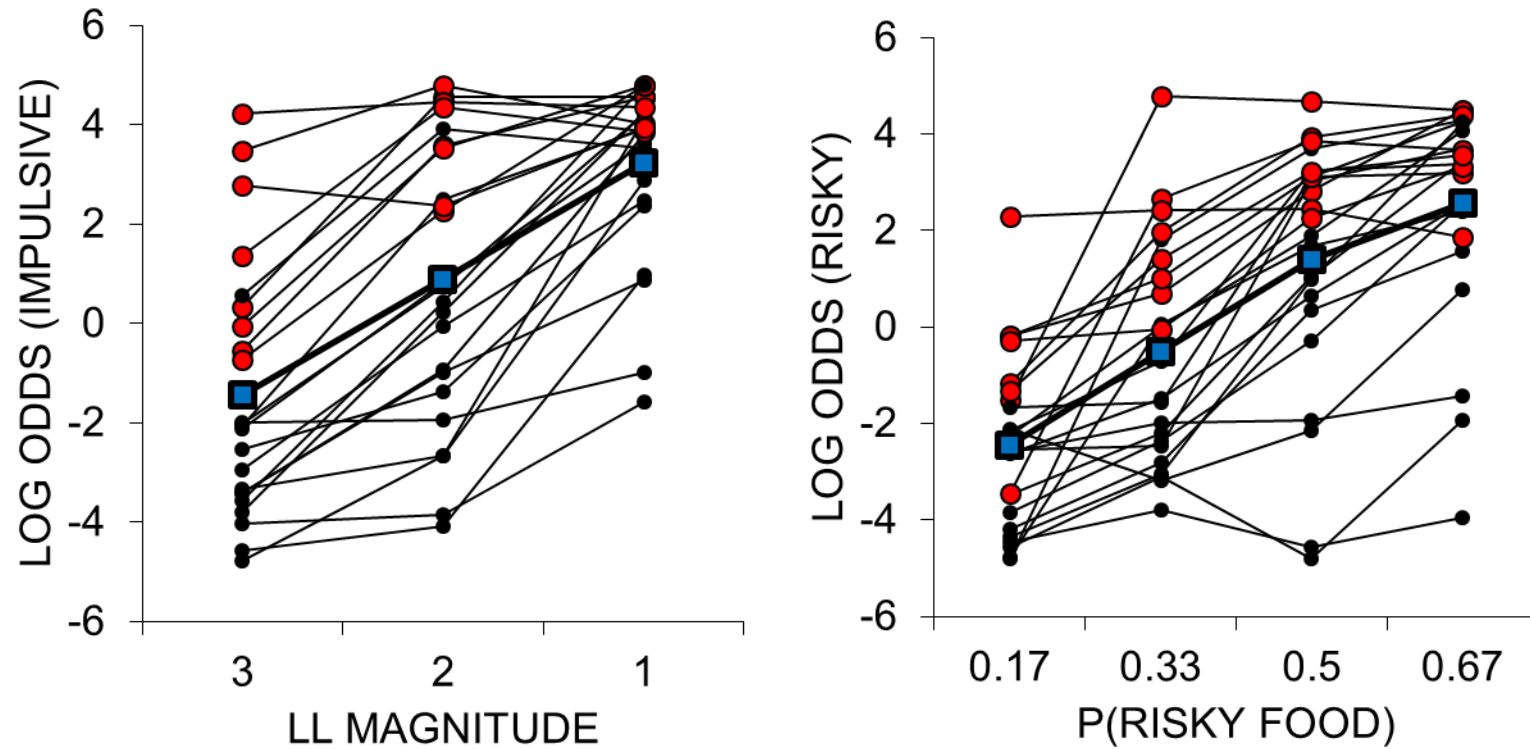 LOG ODDS (IMPULSIVE)
6
4
2
0
-2
-4
-6
3 2 1
LL MAGNITUDE
LOG ODDS (RISKY)
6
4
2
0
-2
-4
-6
0.17 0.33 0.5 0.67
P(RISKY FOOD)